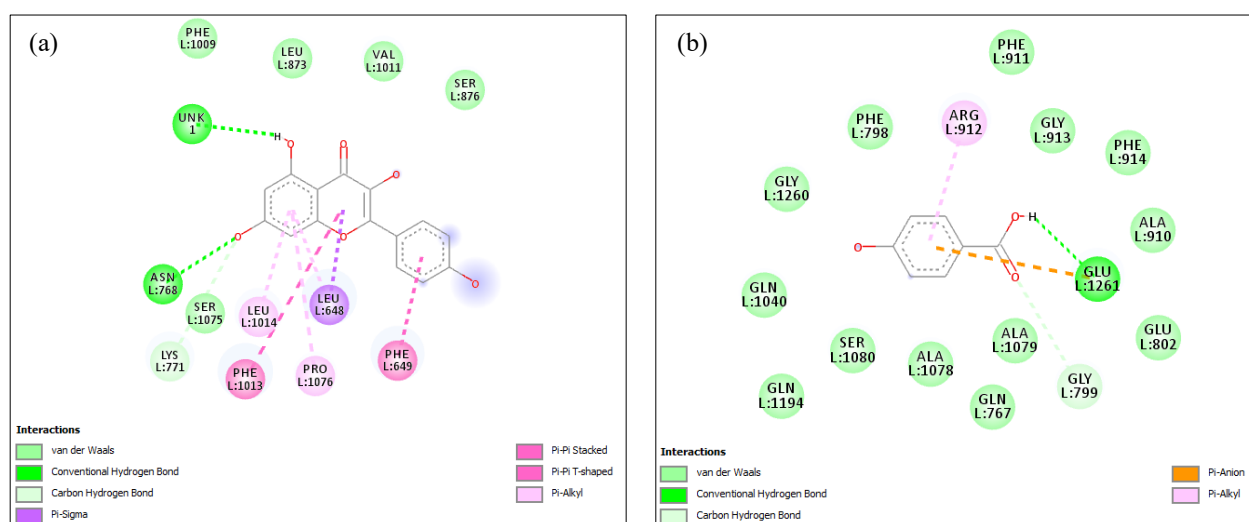 (a)
PHE
L:1009
LEU
L:873
VAL
L:1011
SER
L:876
UNK
1
H
O
O
O
O
O
O
ASN
L:768
SER
L:1075
LEU
L:1014
LEU
L:648
LYS
L:771
PHE
L:1013
PRO
L:1076
PHE
L:649
Interactions
van der Waals
Conventional Hydrogen Bond
Carbon Hydrogen Bond
Pi-Sigma
Pi-Pi Stacked
Pi-Pi T-shaped
Pi-Alkyl
(b)
PHE
L:911
PHE
L:798
ARG
L:912
GLY
L:913
PHE
L:914
GLY
L:1260
ALA
L:910
O
H
O
O
GLU
L:1261
GLN
L:1040
SER
L:1080
ALA
L:1078
ALA
L:1079
GLU
L:802
GLN
L:1194
GLN
L:767
GLY
L:799
Interactions
van der Waals
Conventional Hydrogen Bond
Carbon Hydrogen Bond
Pi-Anion
Pi-Alkyl